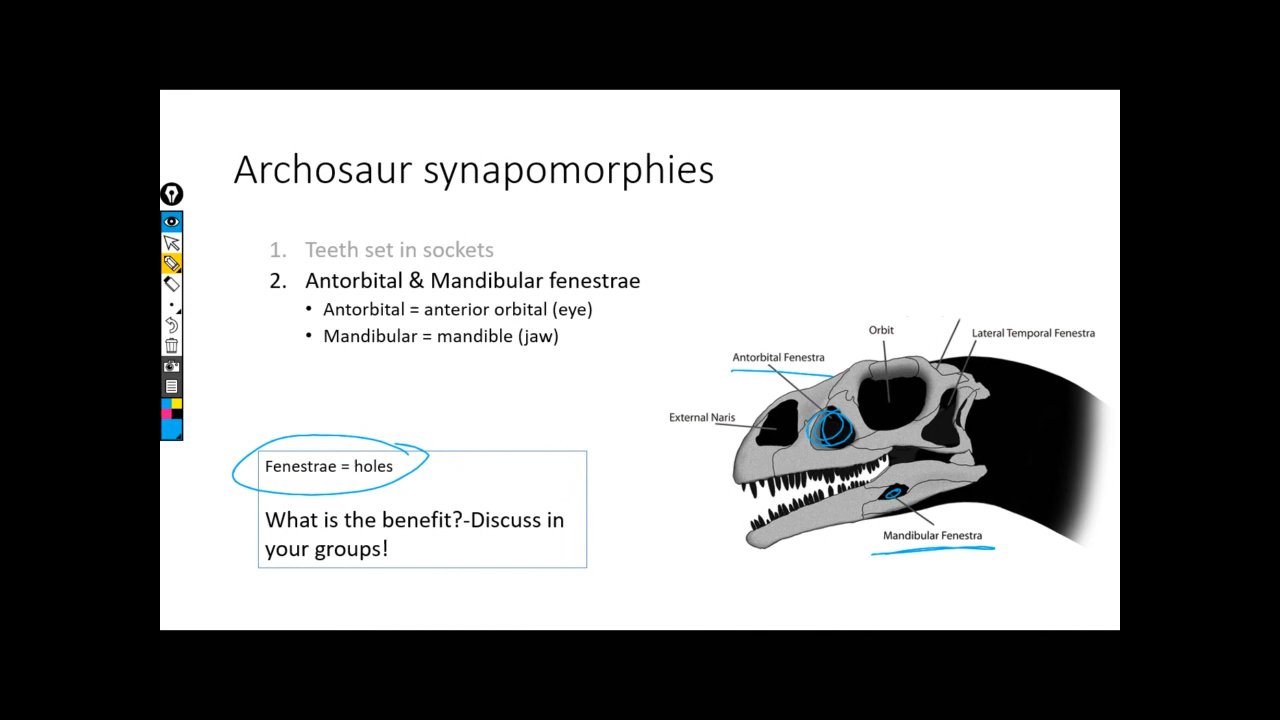 Archosaur synapomorphies
1. Teeth set in sockets
2. Antorbital & Mandibular fenestrae
• Antorbital = anterior orbital (eye)
• Mandibular = mandible (jaw)
Fenestrae = holes
What is the benefit?-Discuss in
your groups!
Orbit
Lateral Temporal Fenestra
Antorbital Fenestra
External Naris
Mandibular Fenestra